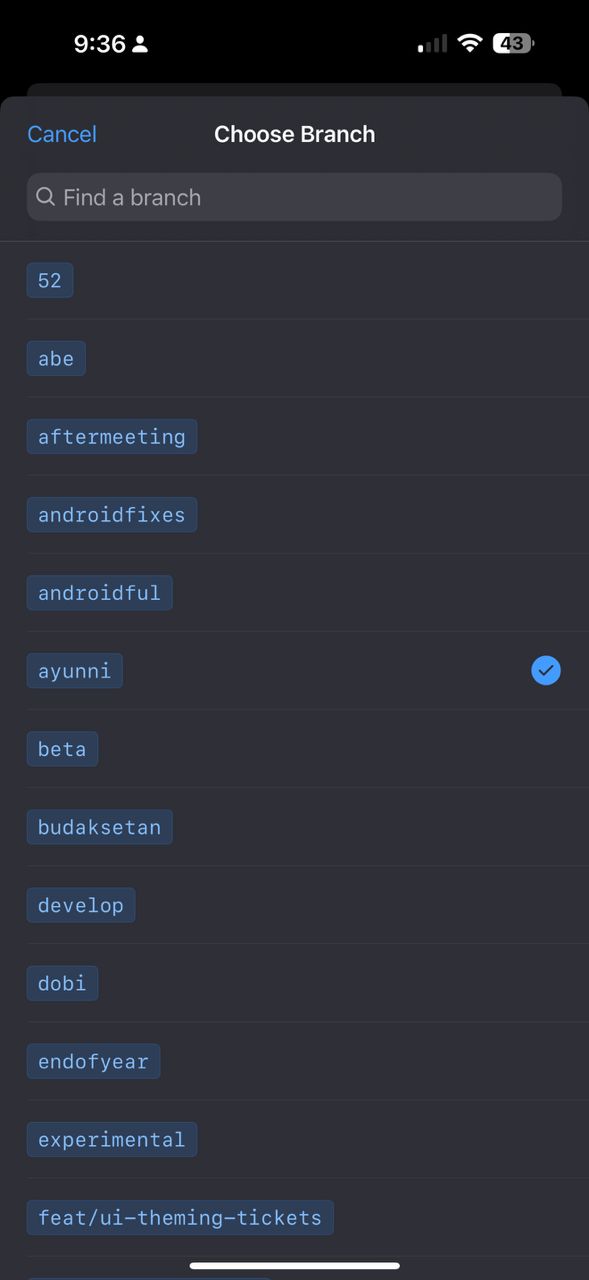 9:36
43
Cancel
Choose Branch
Find a branch
52
abe
aftermeeting
androidfixes
androidful
ayunni
beta
budaksetan
develop
dobi
endofyear
experimental
feat/ui-theming-tickets